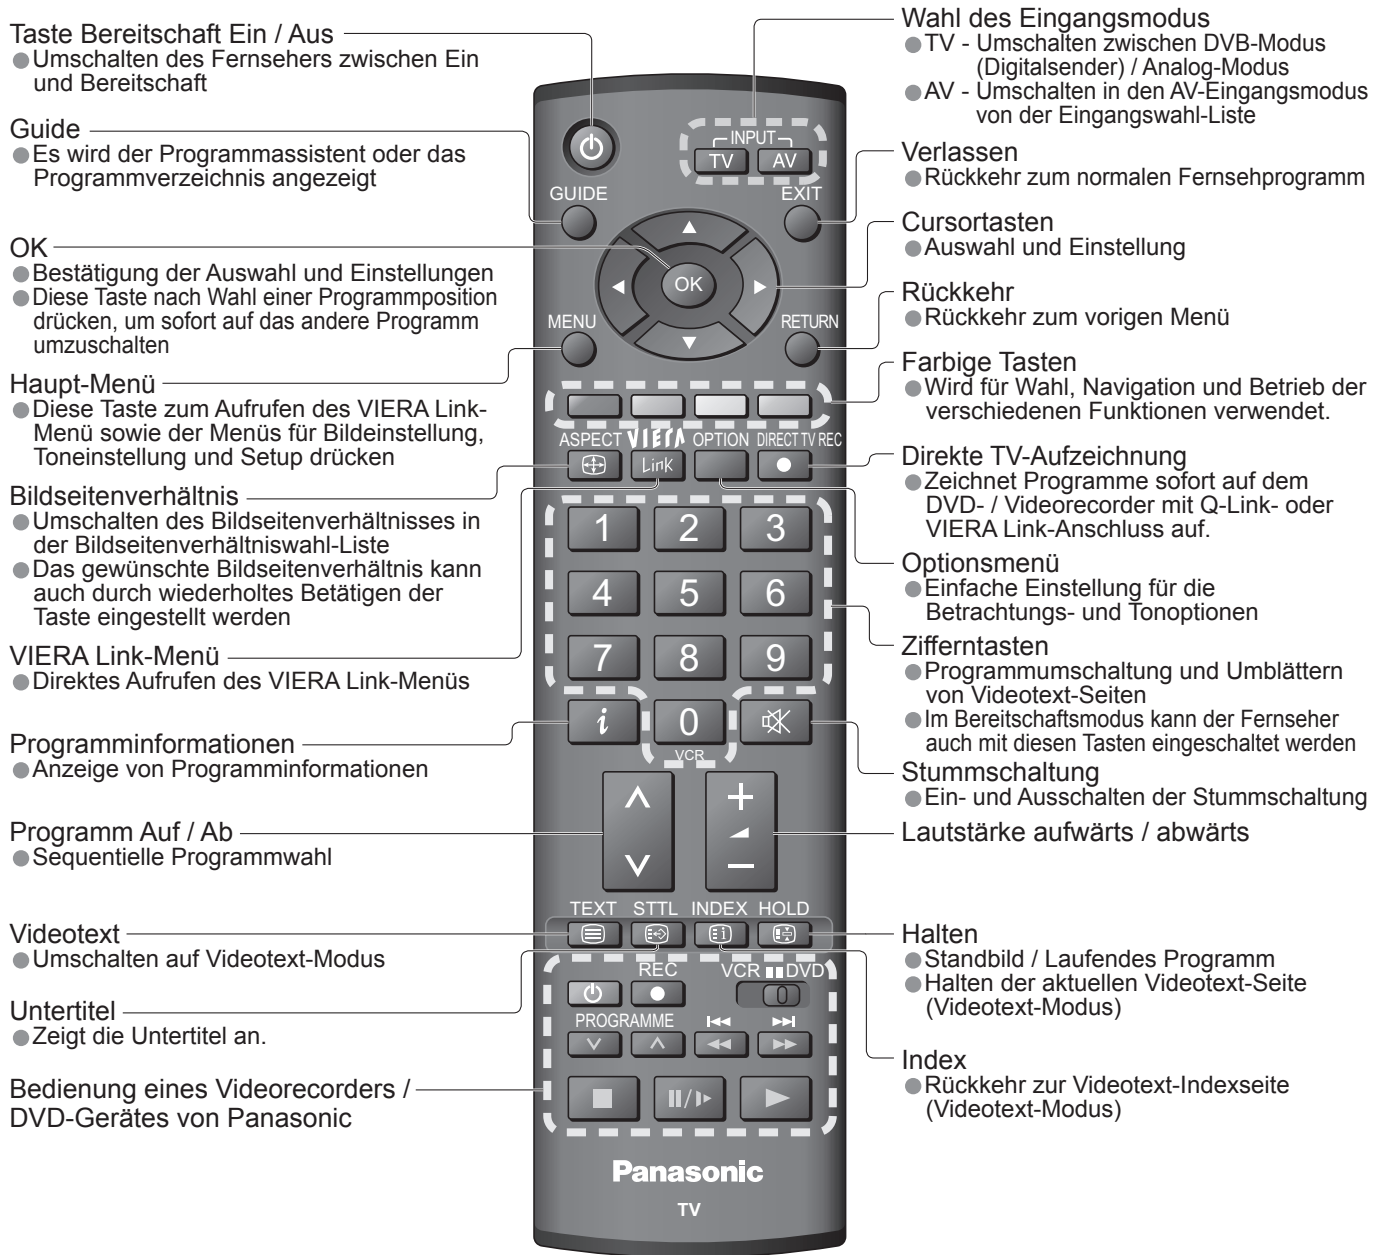 Taste Bereitschaft Ein / Aus
●Umschalten des Fernsehers zwischen Ein
und Bereitschaft
Guide
●Es wird der Programmassistent oder das
Programmverzeichnis angezeigt
OK
●Bestätigung der Auswahl und Einstellungen
●Diese Taste nach Wahl einer Programmposition
drücken, um sofort auf das andere Programm
umzuschalten
Haupt-Menü
●Diese Taste zum Aufrufen des VIERA Link-
Menü sowie der Menüs für Bildeinstellung,
Toneinstellung und Setup drücken
Bildseitenverhältnis
●Umschalten des Bildseitenverhältnisses in
der Bildseitenverhältniswahl-Liste
●Das gewünschte Bildseitenverhältnis kann
auch durch wiederholtes Betätigen der
Taste eingestellt werden
VIERA Link-Menü
●Direktes Aufrufen des VIERA Link-Menüs
Programminformationen
●Anzeige von Programminformationen
Programm Auf / Ab
●Sequentielle Programmwahl
Videotext
●Umschalten auf Videotext-Modus
Untertitel
●Zeigt die Untertitel an.
Bedienung eines Videorecorders /
DVD-Gerätes von Panasonic
INPUT
TV AV
GUIDE EXIT
OK
MENU RETURN
ASPECT VIERA OPTION DIRECT TV REC
Link
1 2 3
4 5 6
7 8 9
i 0
VCR
+
−
TEXT STTL INDEX HOLD
REC VCR DVD
PROGRAMME
Panasonic
TV
Wahl des Eingangsmodus
●TV - Umschalten zwischen DVB-Modus
(Digitalsender) / Analog-Modus
●AV - Umschalten in den AV-Eingangsmodus
von der Eingangswahl-Liste
Verlassen
●Rückkehr zum normalen Fernsehprogramm
Cursortasten
●Auswahl und Einstellung
Rückkehr
●Rückkehr zum vorigen Menü
Farbige Tasten
●Wird für Wahl, Navigation und Betrieb der
verschiedenen Funktionen verwendet.
Direkte TV-Aufzeichnung
●Zeichnet Programme sofort auf dem
DVD- / Videorecorder mit Q-Link- oder
VIERA Link-Anschluss auf.
Optionsmenü
●Einfache Einstellung für die
Betrachtungs- und Tonoptionen
Zifferntasten
●Programmumschaltung und Umblättern
von Videotext-Seiten
●Im Bereitschaftsmodus kann der Fernseher
auch mit diesen Tasten eingeschaltet werden
Stummschaltung
●Ein- und Ausschalten der Stummschaltung
Lautstärke aufwärts / abwärts
Halten
●Standbild / Laufendes Programm
●Halten der aktuellen Videotext-Seite
(Videotext-Modus)
Index
●Rückkehr zur Videotext-Indexseite
(Videotext-Modus)